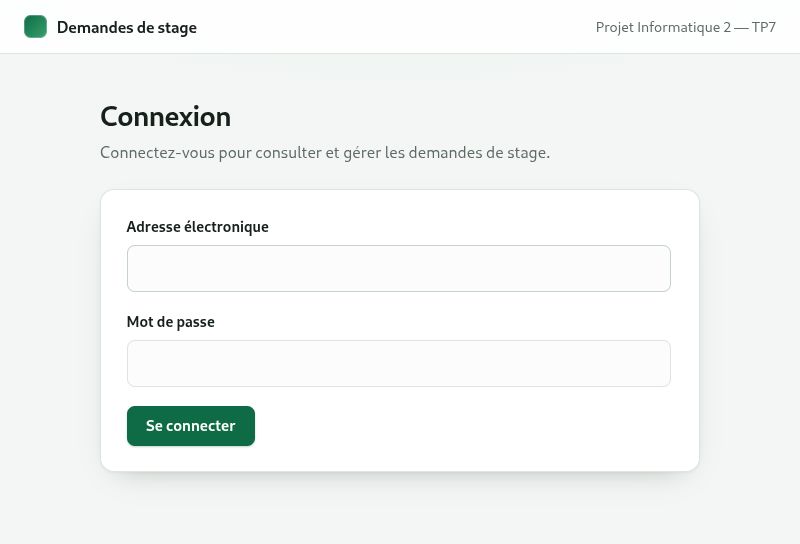 Demandes de stage
Projet Informatique 2 — TP7
Connexion
Connectez-vous pour consulter et gérer les demandes de stage.
Adresse électronique
Mot de passe
Se connecter